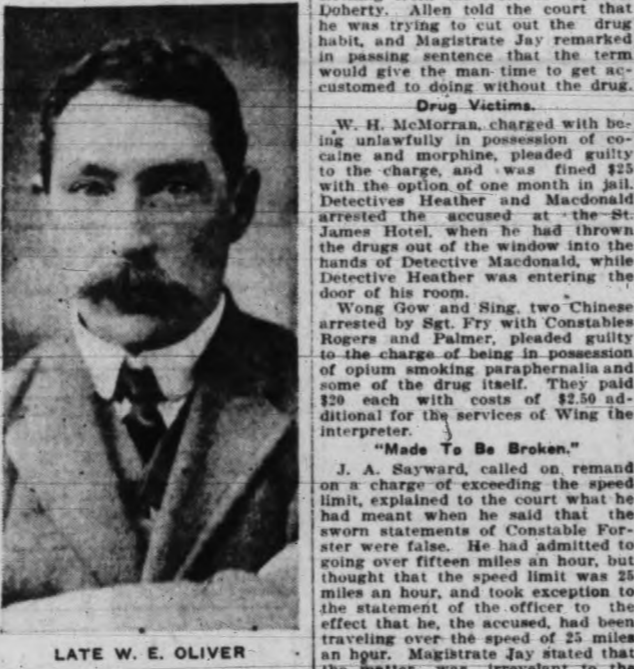 LATE W. E. OLIVER
Doherty. Allen told the court that
he was trying to cut out the drug
habit, and Magistrate Jay remarked
in passing sentence that the term
would give the man time to get ac-
customed to doing without the drug.
Drug Victims.
W. H. McMorran, charged with be-
ing unlawfully in possession of co-
caine and morphine, pleaded guilty
to the charge, and was fined $25
with the option of one month in jail.
Detectives Heather and Macdonald
arrested the accused at the St.
James Hotel, when he had thrown
the drugs out of the window into the
hands of Detective Macdonald, while
Detective Heather was entering the
door of his room.
Wong Gow and Sing, two Chinese
arrested by Sgt. Fry with Constables
Rogers and Palmer, pleaded guilty
to the charge of being in possession
of opium smoking paraphernalia and
some of the drug itself. They paid
$20 each with costs of $2.50 ad-
ditional for the services of Wing the
interpreter.
"Made To Be Broken."
J. A. Sayward, called on remand
on a charge of exceeding the speed
limit, explained to the court what he
had meant when he said that the
sworn statements of Constable For-
ster were false. He had admitted to
going over fifteen miles an hour, but
thought that the speed limit was 25
miles an hour, and took exception to
the statement of the officer to the
effect that he, the accused, had been
traveling over the speed of 25 miles
an hour. Magistrate Jay stated that